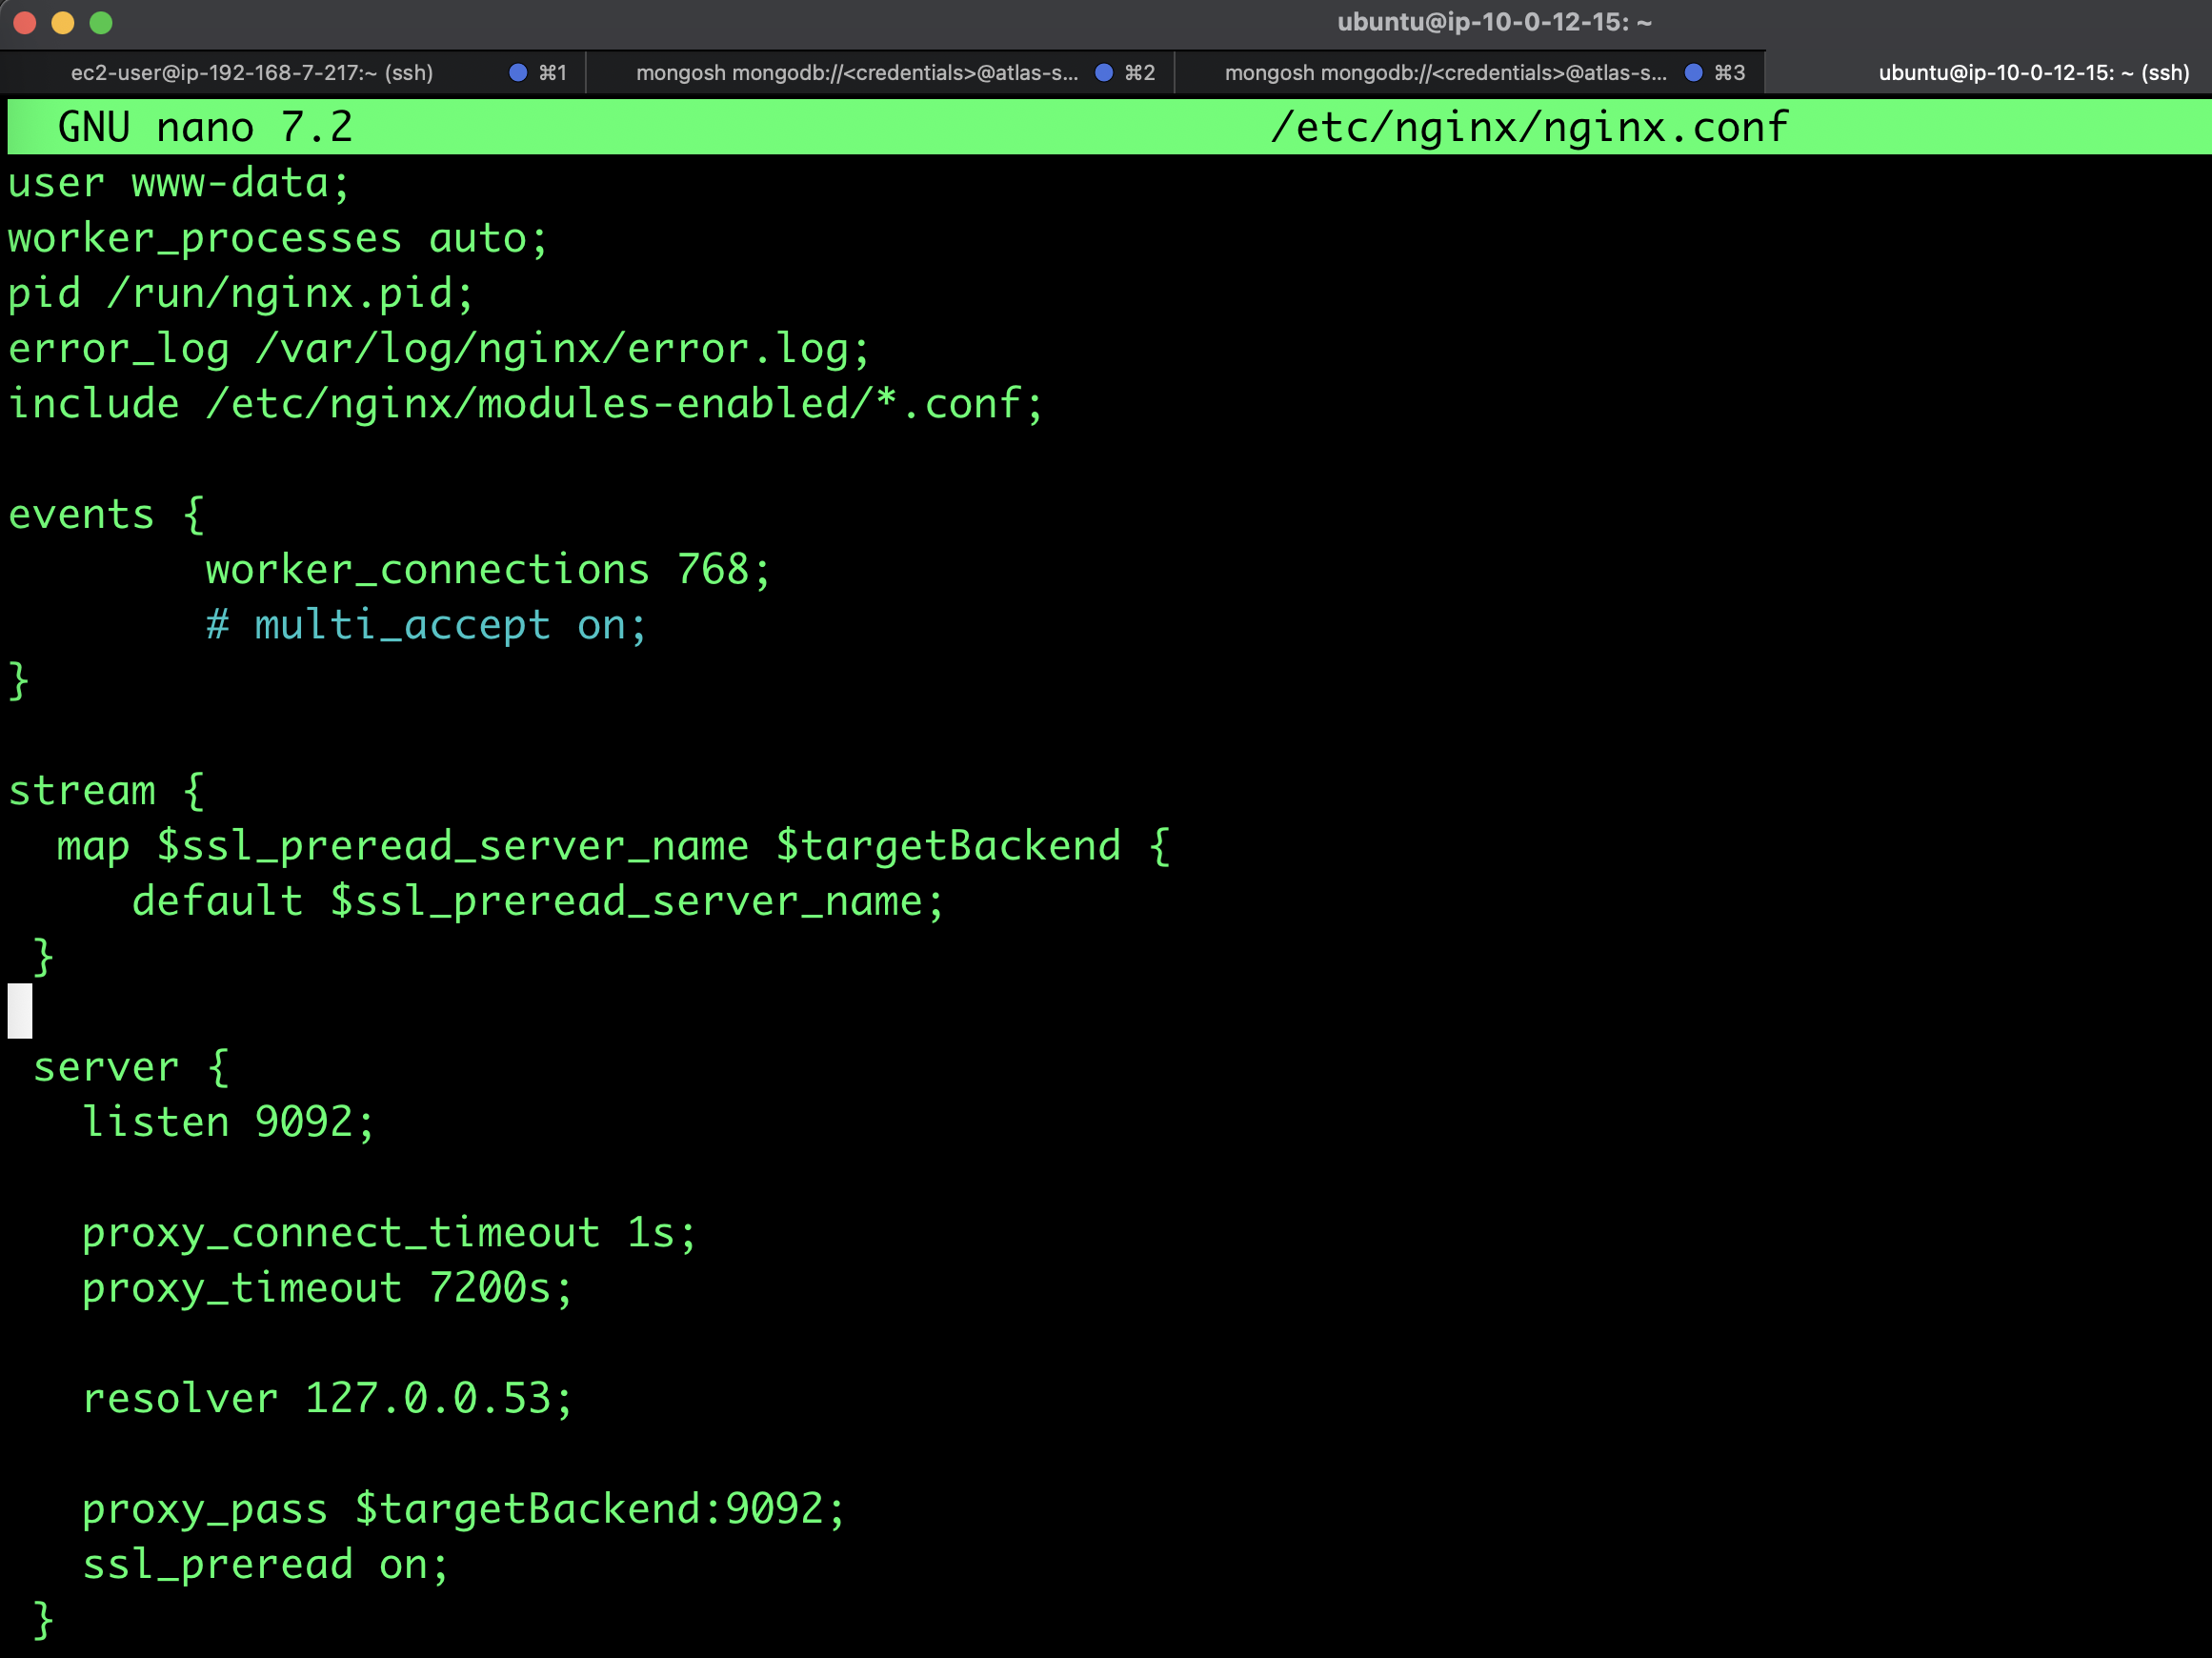 ubuntu@ip-10-0-12-15: ~
ec2-user@ip-192-168-7-217:~ (ssh) ⌘1 mongosh mongodb://<credentials>@atlas-s... ⌘2 mongosh mongodb://<credentials>@atlas-s... ⌘3 ubuntu@ip-10-0-12-15: ~ (ssh)
GNU nano 7.2 /etc/nginx/nginx.conf
user www-data;
worker_processes auto;
pid /run/nginx.pid;
error_log /var/log/nginx/error.log;
include /etc/nginx/modules-enabled/*.conf;
events {
worker_connections 768;
# multi_accept on;
}
stream {
map $ssl_preread_server_name $targetBackend {
default $ssl_preread_server_name;
}
server {
listen 9092;
proxy_connect_timeout 1s;
proxy_timeout 7200s;
resolver 127.0.0.53;
proxy_pass $targetBackend:9092;
ssl_preread on;
}